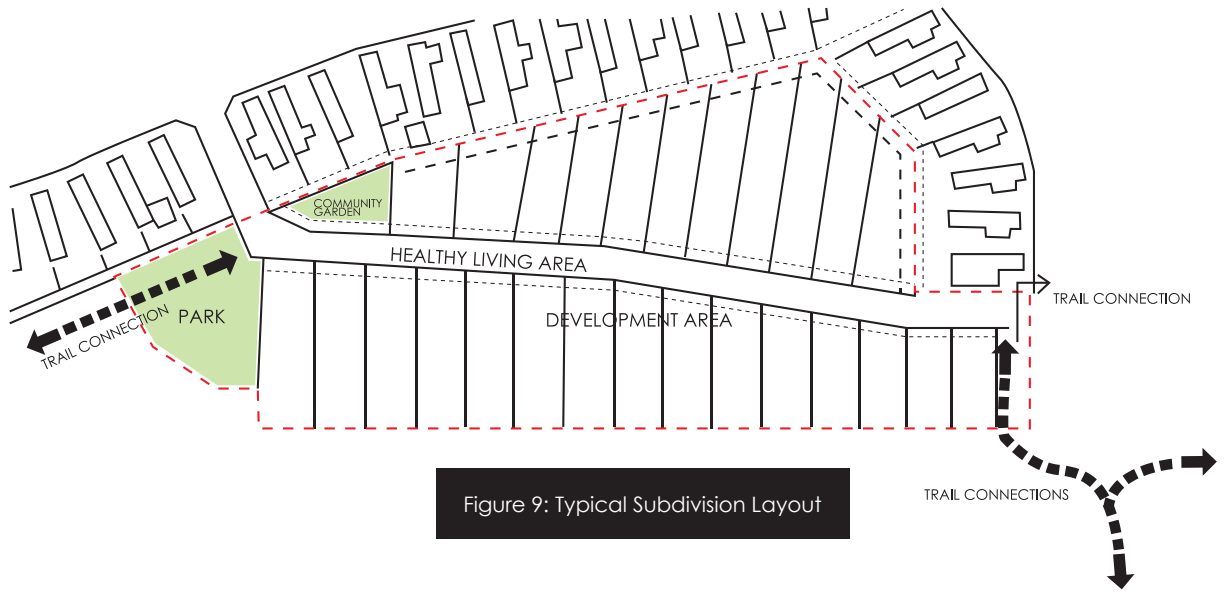 COMMUNITY
GARDEN
HEALTHY LIVING AREA
TRAIL CONNECTION
PARK
TRAIL CONNECTION
DEVELOPMENT AREA
TRAIL CONNECTIONS
Figure 9: Typical Subdivision Layout